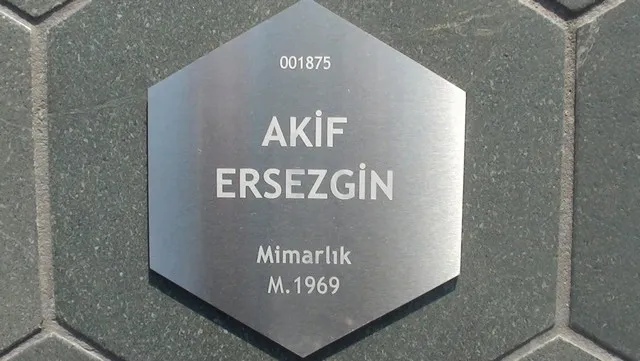 001875
AKİF
ERSEZGİN
Mimarlık
M.1969